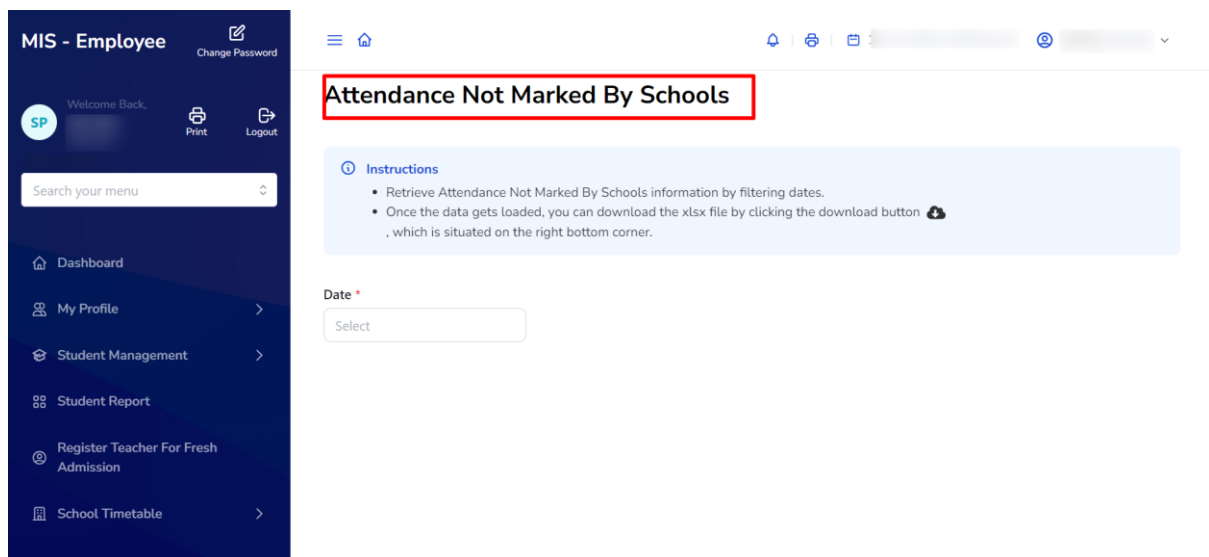 MIS - Employee
Change Password
Welcome Back,
SP
Print
Logout
Search your menu
Dashboard
My Profile
Student Management
Student Report
Register Teacher For Fresh
Admission
School Timetable
Attendance Not Marked By Schools
Instructions
• Retrieve Attendance Not Marked By Schools information by filtering dates.
• Once the data gets loaded, you can download the xlsx file by clicking the download button
, which is situated on the right bottom corner.
Date *
Select